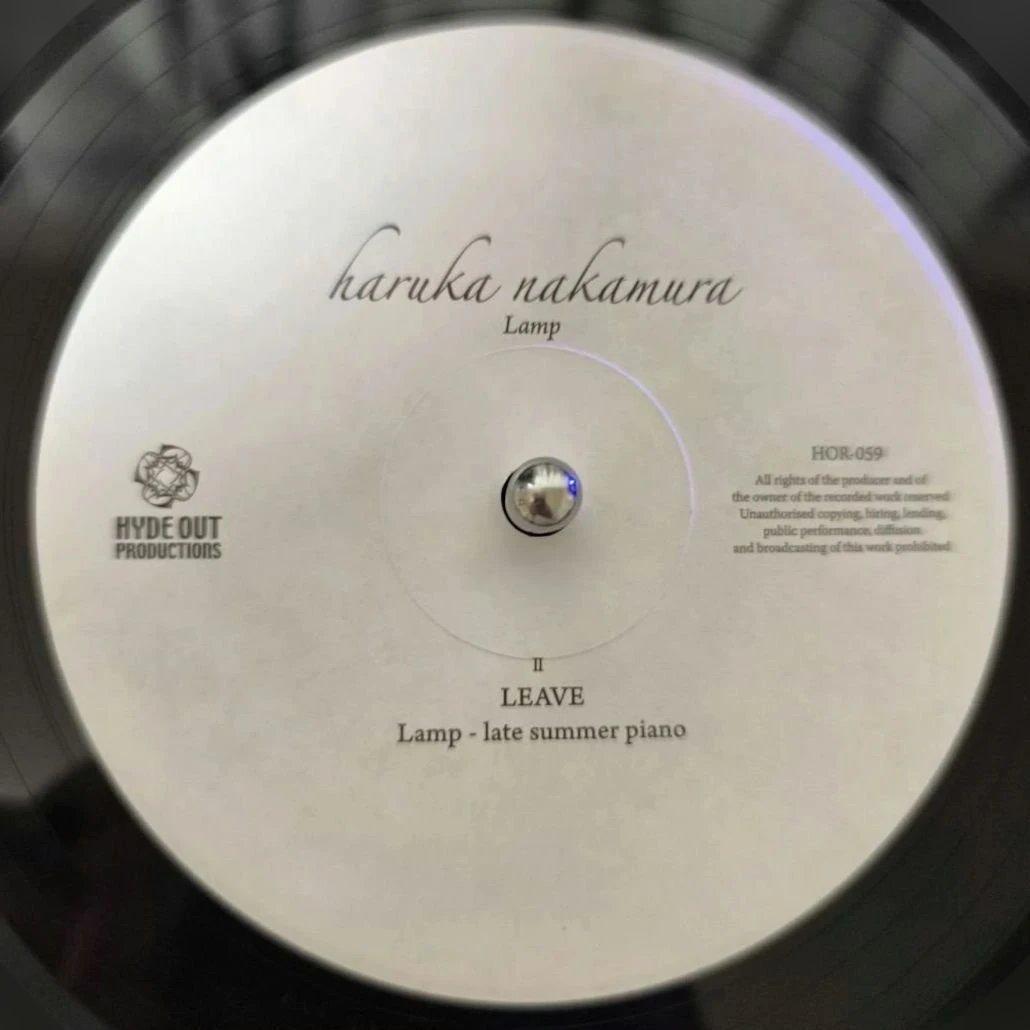 haruka nakamura
Lamp
HYDE OUT
PRODUCTIONS
HOR-059
All rights of the producer and of
the owner of the recorded work reserved
Unauthorised copying, hiring, lending,
public performance, diffusion
and broadcasting of this work prohibited
II
LEAVE
Lamp - late summer piano